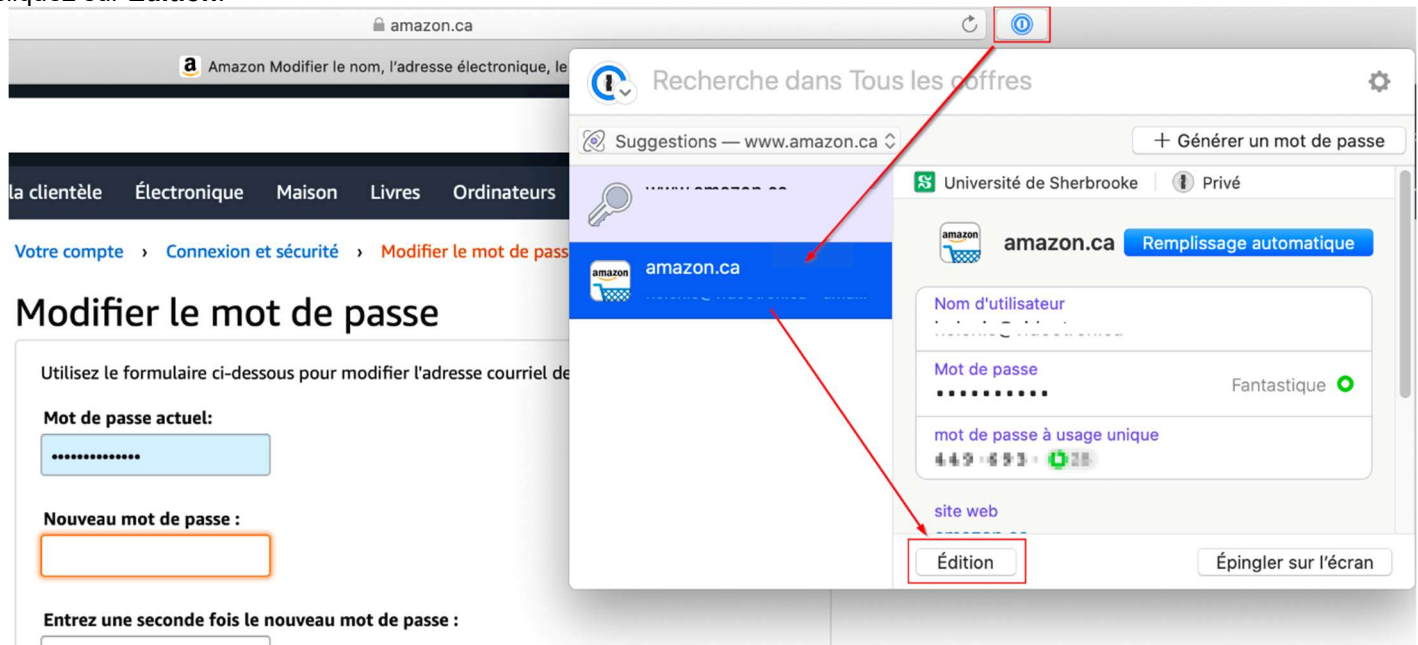 amazon.ca
Amazon Modifier le nom, l'adresse électronique, le
Recherche dans Tous les coffres
Suggestions — www.amazon.ca
+ Générer un mot de passe
la clientèle Électronique Maison Livres Ordinateurs
Université de Sherbrooke
Privé
amazon
amazon.ca
Remplissage automatique
amazon
amazon.ca
Votre compte › Connexion et sécurité › Modifier le mot de pass
Modifier le mot de passe
Utilisez le formulaire ci-dessous pour modifier l'adresse courriel de
Mot de passe actuel:
••••••••••••••
Nouveau mot de passe :
Entrez une seconde fois le nouveau mot de passe :
Nom d'utilisateur
Mot de passe
••••••••••
Fantastique
mot de passe à usage unique
site web
Édition
Épingler sur l'écran